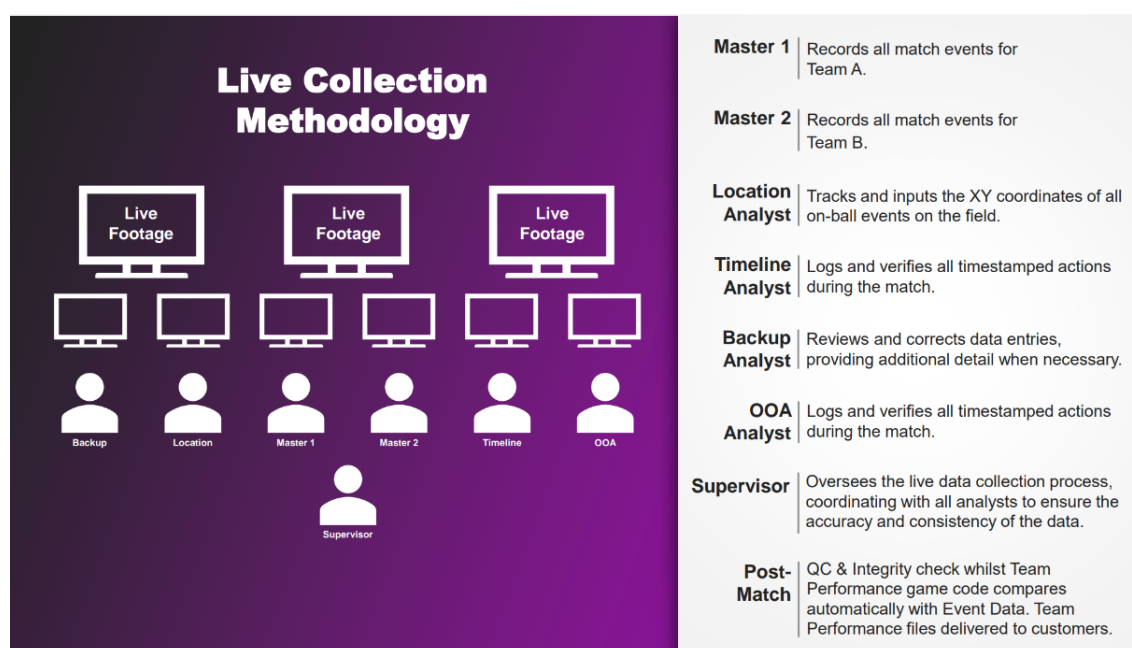 Live Collection
Methodology
Live
Footage
Live
Footage
Live
Footage
Backup
Location
Master 1
Master 2
Timeline
OOA
Supervisor
Master 1
Records all match events for
Team A.
Master 2
Records all match events for
Team B.
Location
Analyst
Tracks and inputs the XY coordinates of all
on-ball events on the field.
Timeline
Analyst
Logs and verifies all timestamped actions
during the match.
Backup
Analyst
Reviews and corrects data entries,
providing additional detail when necessary.
OOA
Analyst
Logs and verifies all timestamped actions
during the match.
Supervisor
Oversees the live data collection process,
coordinating with all analysts to ensure the
accuracy and consistency of the data.
Post-
Match
QC & Integrity check whilst Team
Performance game code compares
automatically with Event Data. Team
Performance files delivered to customers.